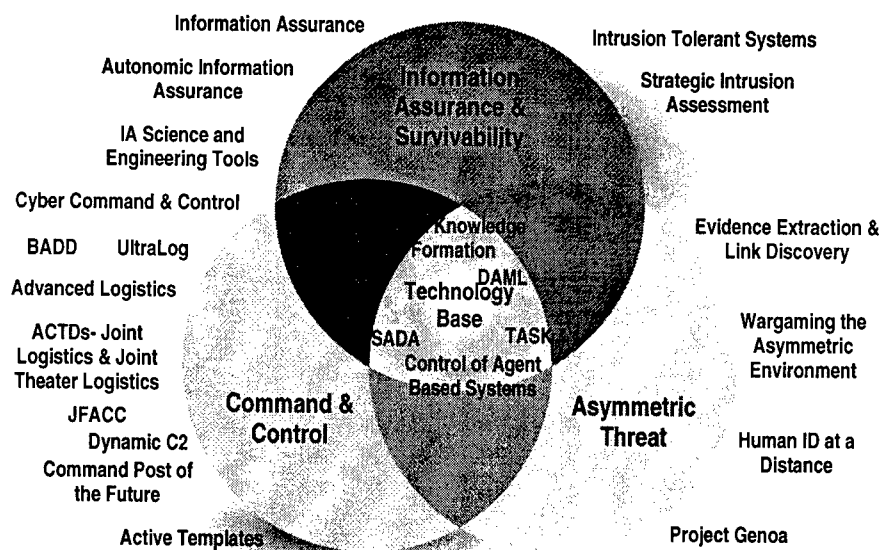 Information Assurance
Autonomic Information
Assurance
IA Science and
Engineering Tools
Cyber Command & Control
BADD UltraLog
Advanced Logistics
ACTDs- Joint
Logistics & Joint
Theater Logistics
JFACC
Dynamic C2
Command Post of
the Future
Active Templates
Information
Assurance &
Survivability
Knowledge
Formation
DAML
Technology
Base
SADA
TASK
Control of Agent
Based Systems
Command &
Control
Asymmetric
Threat
Intrusion Tolerant Systems
Strategic Intrusion
Assessment
Evidence Extraction &
Link Discovery
Wargaming the
Asymmetric
Environment
Human ID at a
Distance
Project Genoa